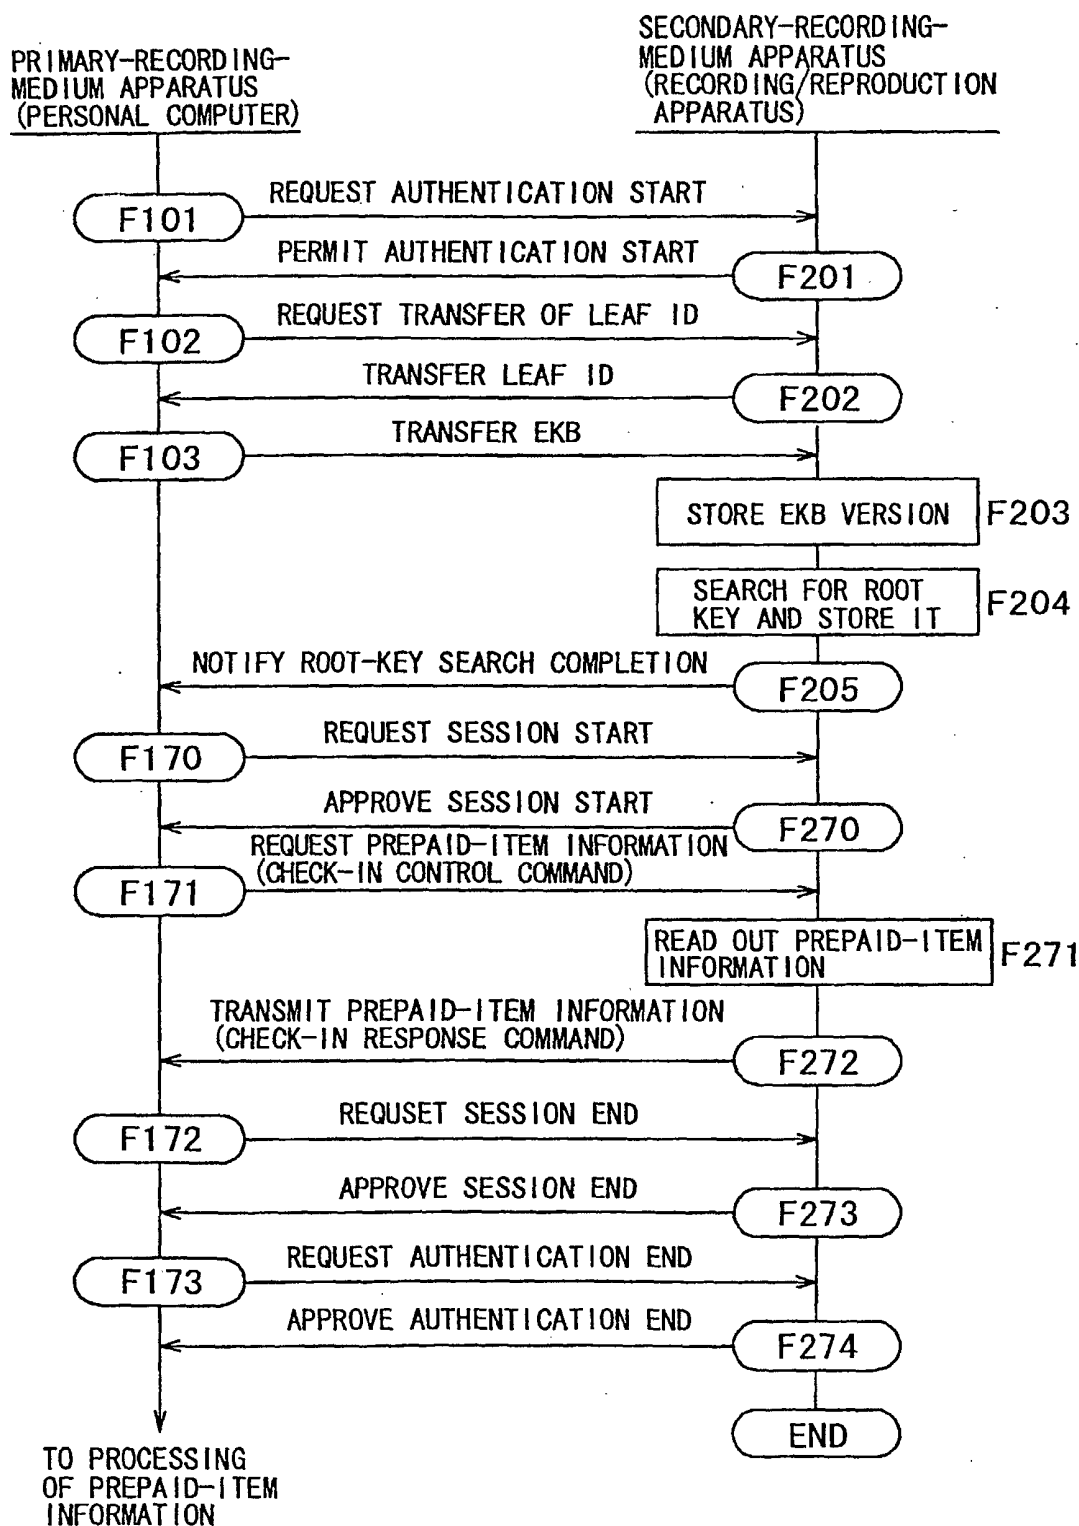 PRIMARY-RECORDING-
MEDIUM APPARATUS
(PERSONAL COMPUTER)
SECONDARY-RECORDING-
MEDIUM APPARATUS
(RECORDING/REPRODUCTION
APPARATUS)
REQUEST AUTHENTICATION START
F101
PERMIT AUTHENTICATION START
F201
REQUEST TRANSFER OF LEAF ID
F102
TRANSFER LEAF ID
F202
TRANSFER EKB
F103
STORE EKB VERSION
F203
SEARCH FOR ROOT
KEY AND STORE IT
F204
NOTIFY ROOT-KEY SEARCH COMPLETION
F205
REQUEST SESSION START
F170
APPROVE SESSION START
F270
REQUEST PREPAID-ITEM INFORMATION
(CHECK-IN CONTROL COMMAND)
F171
READ OUT PREPAID-ITEM
INFORMATION
F271
TRANSMIT PREPAID-ITEM INFORMATION
(CHECK-IN RESPONSE COMMAND)
F272
REQUSET SESSION END
F172
APPROVE SESSION END
F273
REQUEST AUTHENTICATION END
F173
APPROVE AUTHENTICATION END
F274
END
TO PROCESSING
OF PREPAID-ITEM
INFORMATION